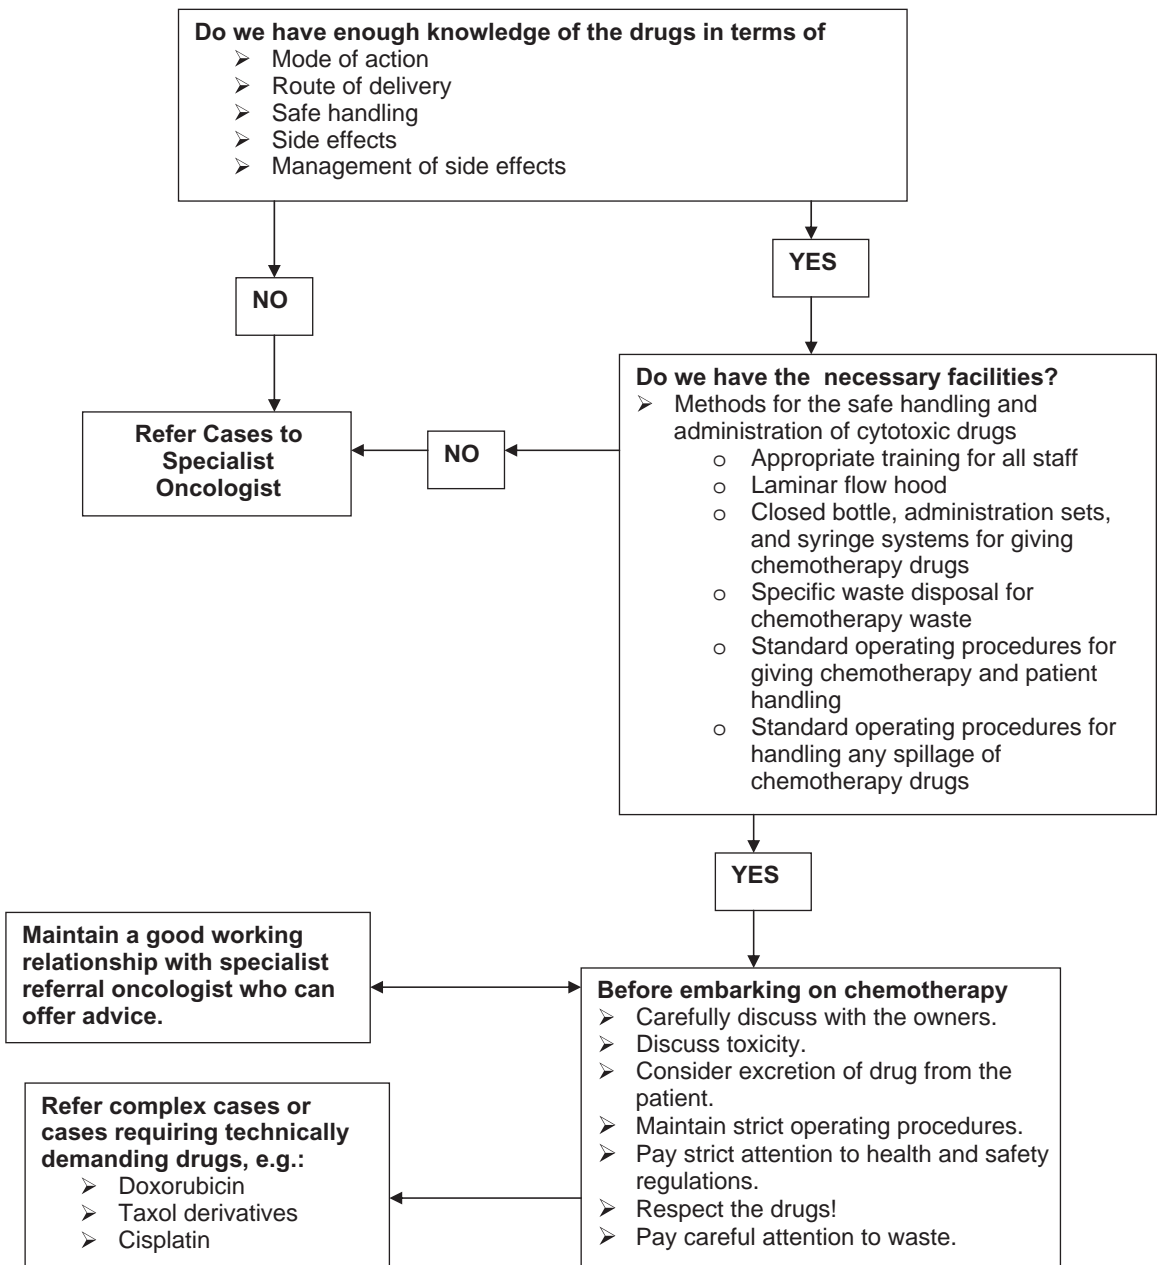 Do we have enough knowledge of the drugs in terms of
➢ Mode of action
➢ Route of delivery
➢ Safe handling
➢ Side effects
➢ Management of side effects
NO
YES
Refer Cases to
Specialist
Oncologist
NO
Do we have the  necessary facilities?
➢ Methods for the safe handling and
administration of cytotoxic drugs
o Appropriate training for all staff
o Laminar flow hood
o Closed bottle, administration sets,
and syringe systems for giving
chemotherapy drugs
o Specific waste disposal for
chemotherapy waste
o Standard operating procedures for
giving chemotherapy and patient
handling
o Standard operating procedures for
handling any spillage of
chemotherapy drugs
YES
Maintain a good working
relationship with specialist
referral oncologist who can
offer advice.
Before embarking on chemotherapy
➢ Carefully discuss with the owners.
➢ Discuss toxicity.
➢ Consider excretion of drug from the
patient.
➢ Maintain strict operating procedures.
➢ Pay strict attention to health and safety
regulations.
➢ Respect the drugs!
➢ Pay careful attention to waste.
Refer complex cases or
cases requiring technically
demanding drugs, e.g.:
➢ Doxorubicin
➢ Taxol derivatives
➢ Cisplatin